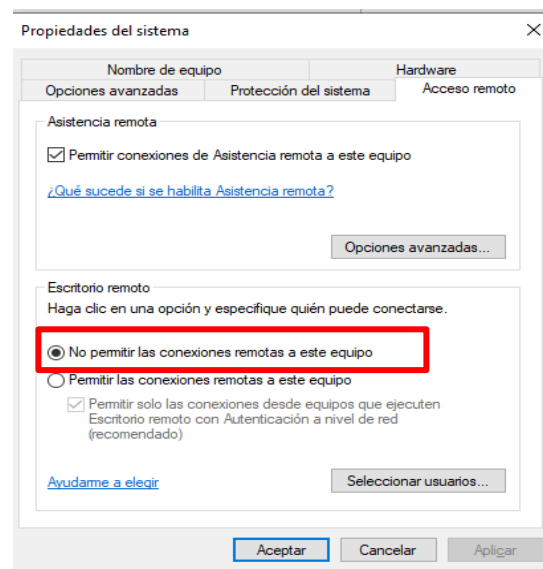 Propiedades del sistema
Nombre de equipo
Hardware
Opciones avanzadas
Protección del sistema
Acceso remoto
Asistencia remota
Permitir conexiones de Asistencia remota a este equipo
¿Qué sucede si se habilita Asistencia remota?
Opciones avanzadas...
Escritorio remoto
Haga clic en una opción y especifique quién puede conectarse.
No permitir las conexiones remotas a este equipo
Permitir las conexiones remotas a este equipo
Permitir solo las conexiones desde equipos que ejecuten
Escritorio remoto con Autenticación a nivel de red
(recomendado)
Ayudarme a elegir
Seleccionar usuarios...
Aceptar
Cancelar
Aplicar